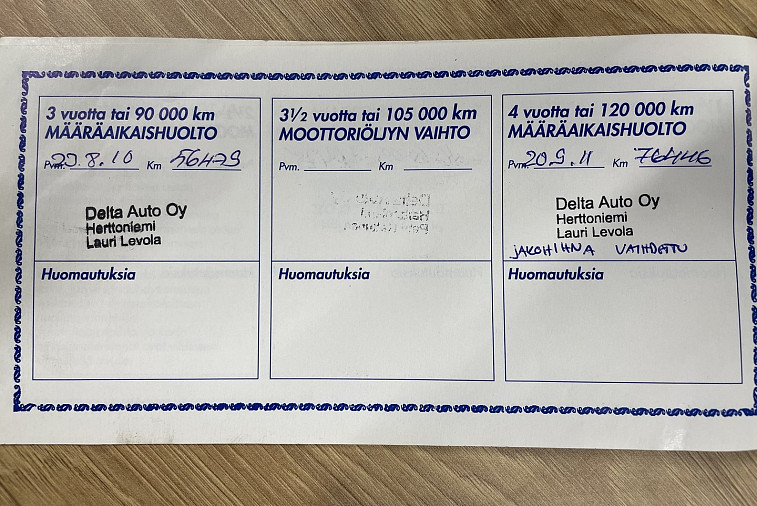 3 vuotta tai 90 000 km
MÄÄRÄAIKAISHUOLTO
Pvm. 8.10 Km 56479
Delta Auto Oy
Herttoniemi
Lauri Levola
Huomautuksia
3½ vuotta tai 105 000 km
MOOTTORIÖLJYN VAIHTO
Pvm. Km
Huomautuksia
4 vuotta tai 120 000 km
MÄÄRÄAIKAISHUOLTO
Pvm. 20.9.11 Km 76446
Delta Auto Oy
Herttoniemi
Lauri Levola
JAKOHIHNA VAIHDETTU
Huomautuksia